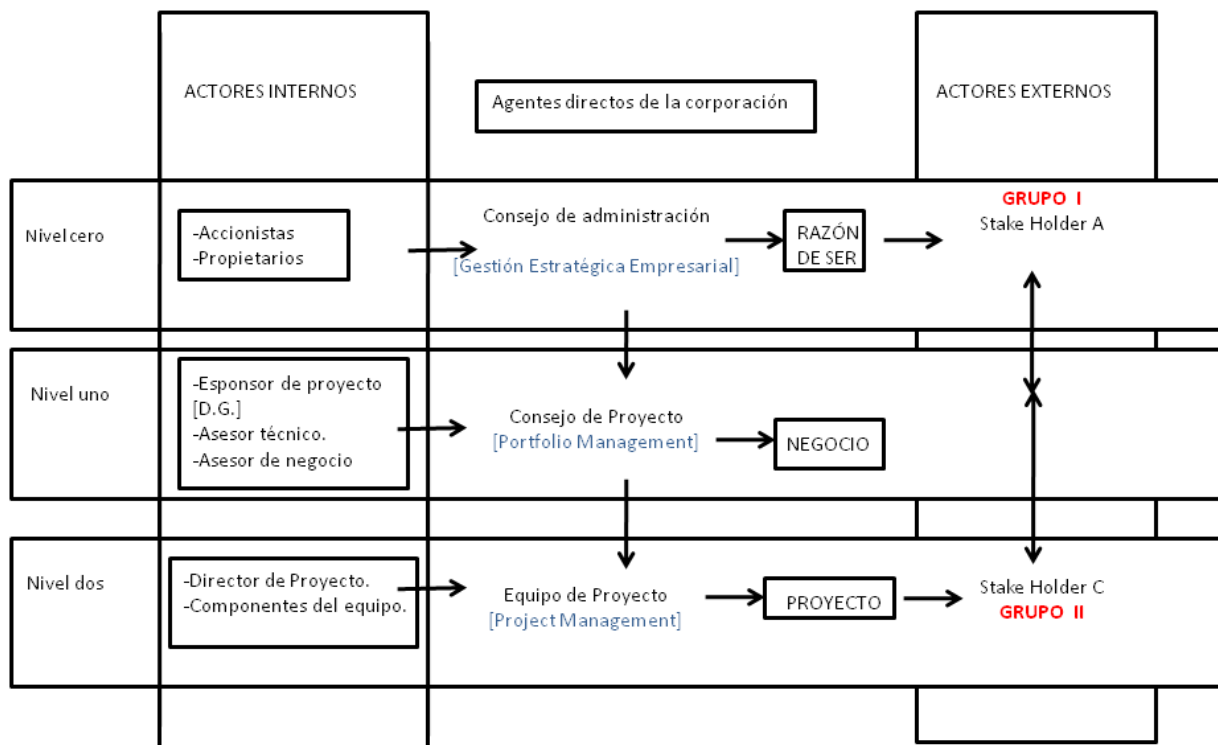 ACTORES INTERNOS
Agentes directos de la corporación
ACTORES EXTERNOS
Nivel cero
-Accionistas
-Propietarios
Consejo de administración
[Gestión Estratégica Empresarial]
RAZÓN
DE SER
GRUPO I
Stake Holder A
Nivel uno
-Esponsor de proyecto
[D.G.]
-Asesor técnico.
-Asesor de negocio
Consejo de Proyecto
[Portfolio Management]
NEGOCIO
Nivel dos
-Director de Proyecto.
-Componentes del equipo.
Equipo de Proyecto
[Project Management]
PROYECTO
Stake Holder C
GRUPO II